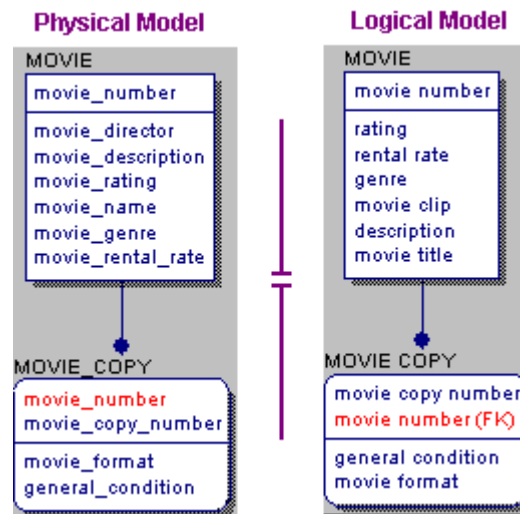 Physical Model
MOVIE
movie_number
movie_director
movie_description
movie_rating
movie_name
movie_genre
movie_rental_rate
MOVIE_COPY
movie_number
movie_copy_number
movie_format
general_condition
Logical Model
MOVIE
movie number
rating
rental rate
genre
movie clip
description
movie title
MOVIE COPY
movie copy number
movie number (FK)
general condition
movie format